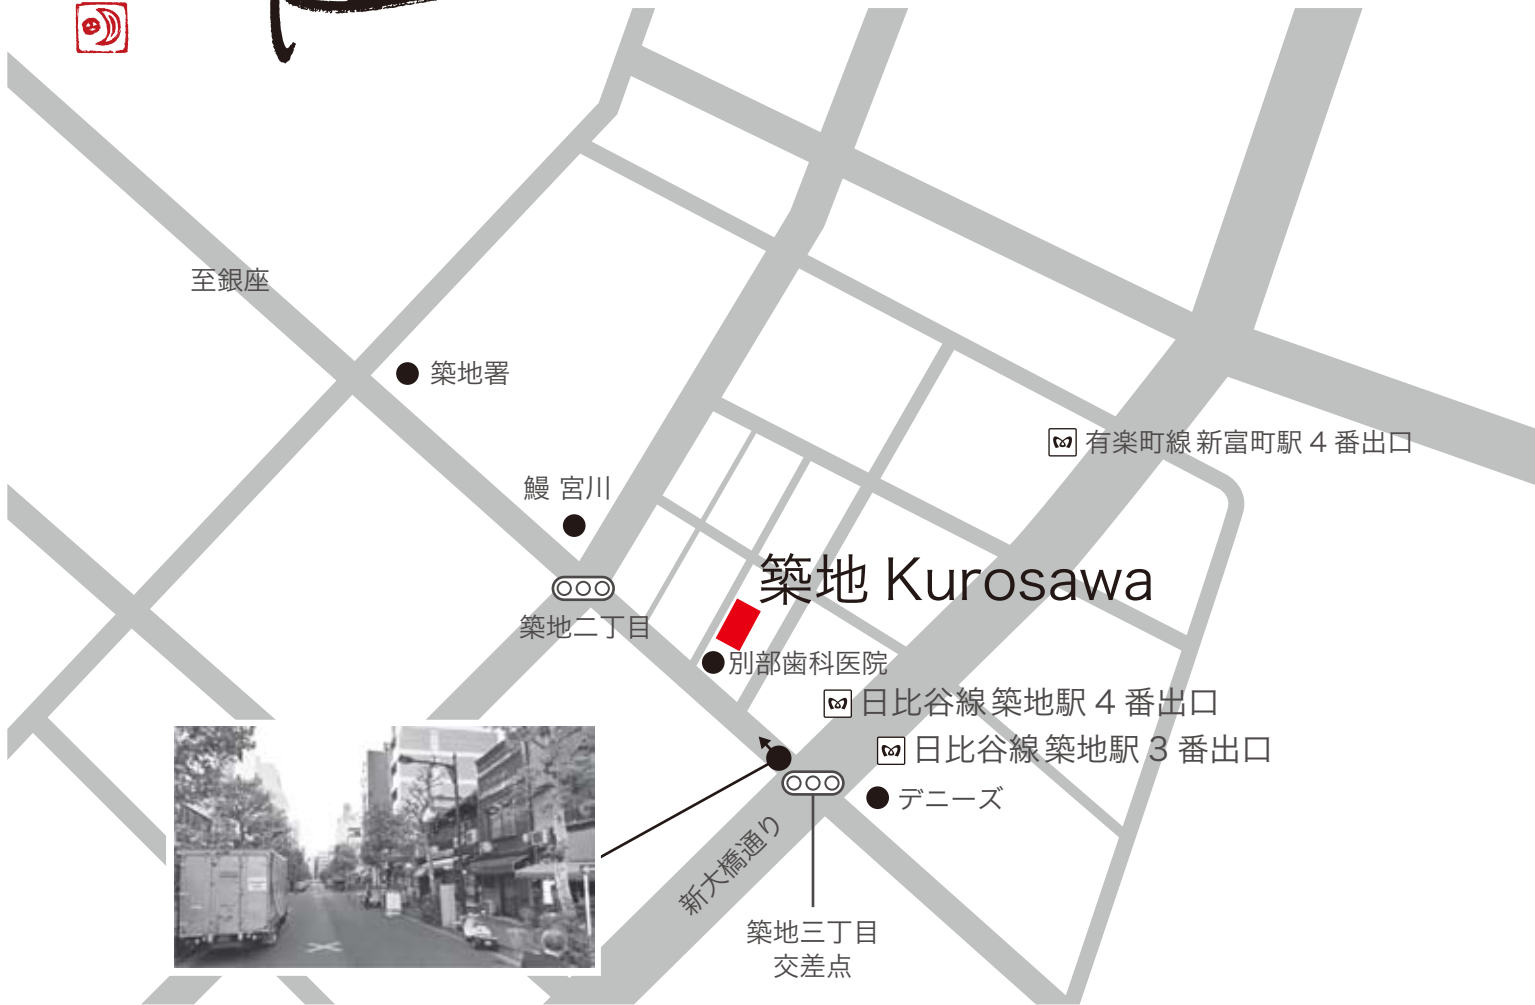 至銀座
築地署
有楽町線 新富町駅 4 番出口
鰻 宮川
築地 Kurosawa
築地二丁目
別部歯科医院
日比谷線 築地駅 4 番出口
日比谷線 築地駅 3 番出口
デニーズ
新大橋通り
築地三丁目
交差点